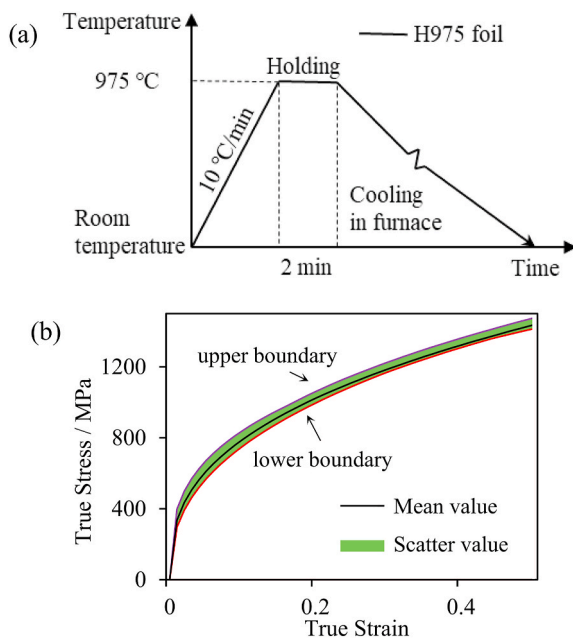 (a)
Temperature
H975 foil
Holding
975 °C
10 °C/min
Room
temperature
Cooling
in furnace
2 min
Time
(b)
True Stress / MPa
1200
800
400
0
upper boundary
lower boundary
Mean value
Scatter value
0
0.2
0.4
True Strain